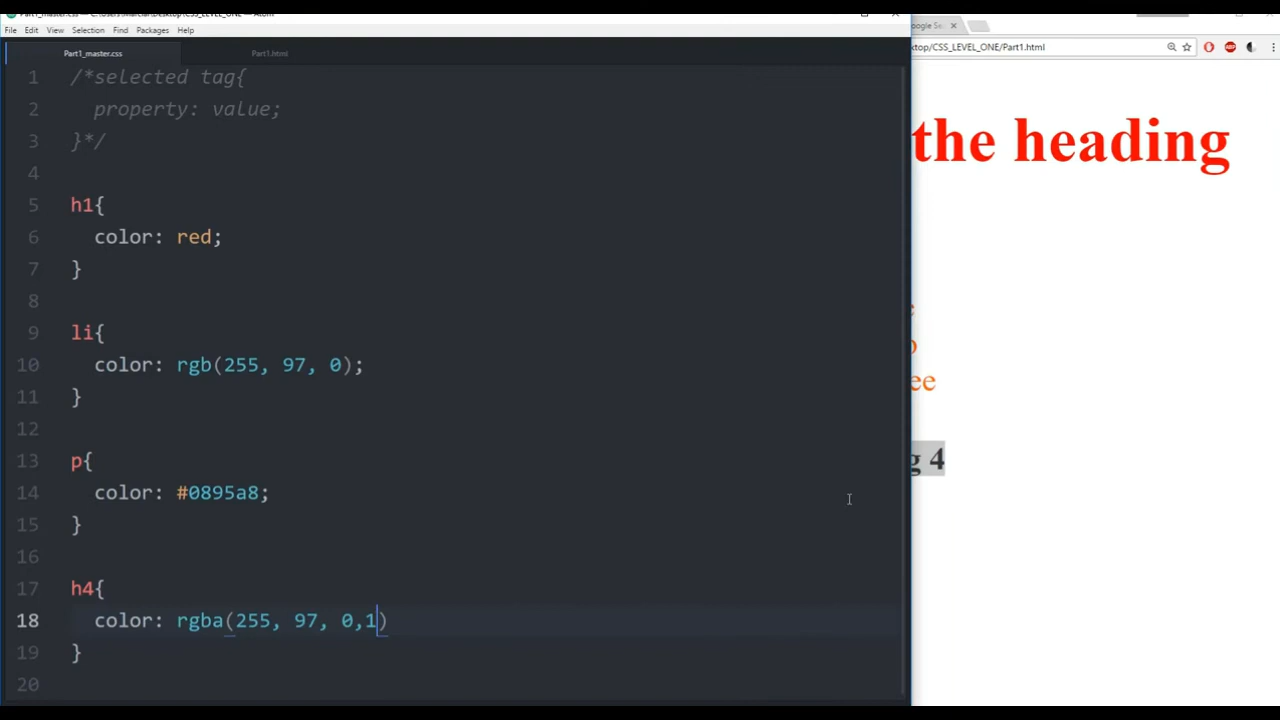 File Edit View Selection Find Packages Help
Part1_master.css Part1.html
1 /*selected tag{
2 property: value;
3 }*/
4
5 h1{
6 color: red;
7 }
8
9 li{
10 color: rgb(255, 97, 0);
11 }
12
13 p{
14 color: #0895a8;
15 }
16
17 h4{
18 color: rgba(255, 97, 0,1)
19 }
20
ogle Se
ktop/CSS_LEVEL_ONE/Part1.html
ABP
the heading
ee
g 4